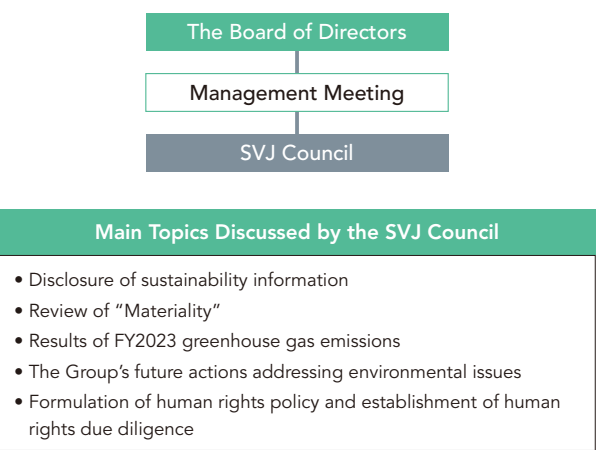 The Board of Directors
Management Meeting
SVJ Council
Main Topics Discussed by the SVJ Council
• Disclosure of sustainability information
• Review of “Materiality“
• Results of FY2023 greenhouse gas emissions
• The Group’s future actions addressing environmental issues
• Formulation of human rights policy and establishment of human
rights due diligence